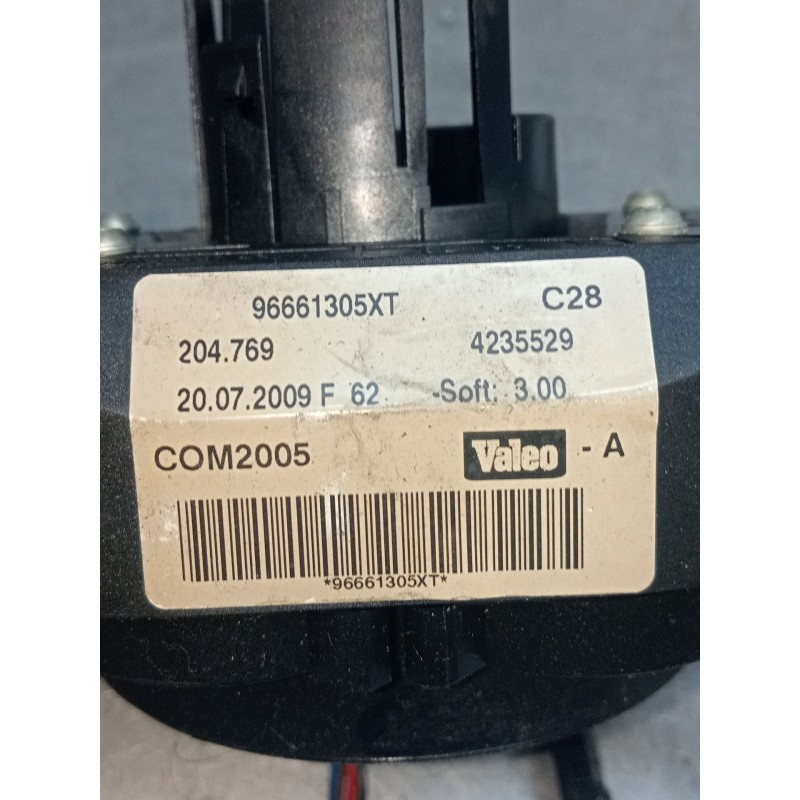 96661305XT C28
204.769 4235529
20.07.2009 F 62 -Soft: 3.00
COM2005 Valeo - A
*96661305XT*